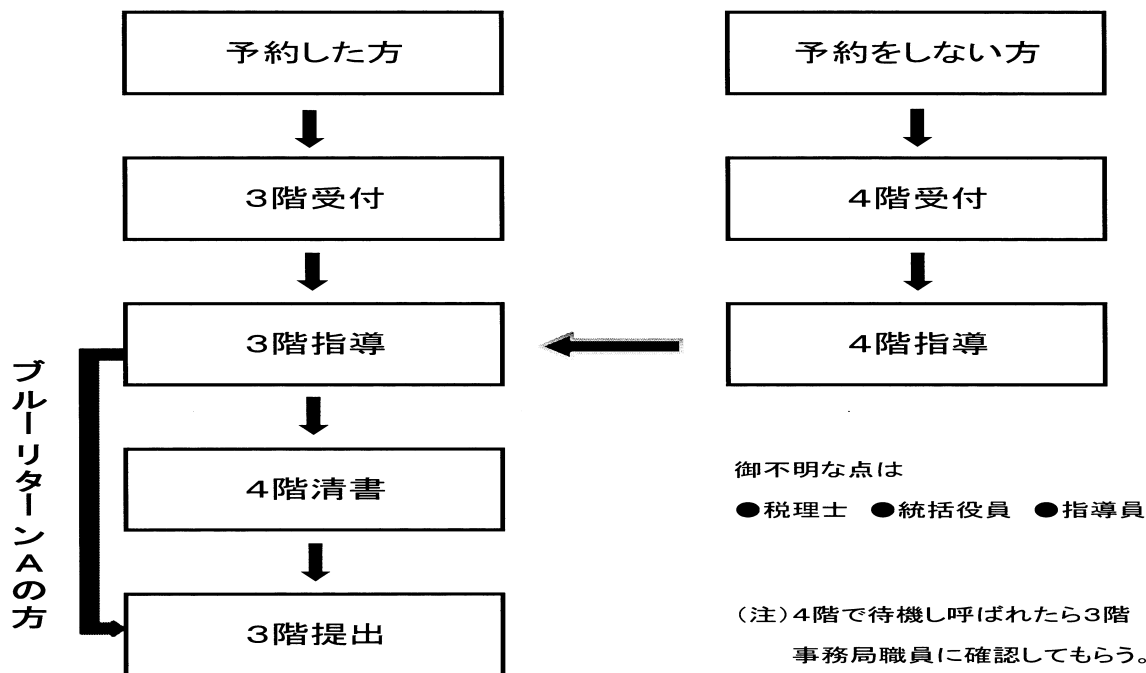 予約した方
予約をしない方
3階受付
4階受付
3階指導
4階指導
ブルーリターンAの方
4階清書
3階提出
御不明な点は
●税理士 ●統括役員 ●指導員
(注)4階で待機し呼ばれたら3階
事務局職員に確認してもらう。